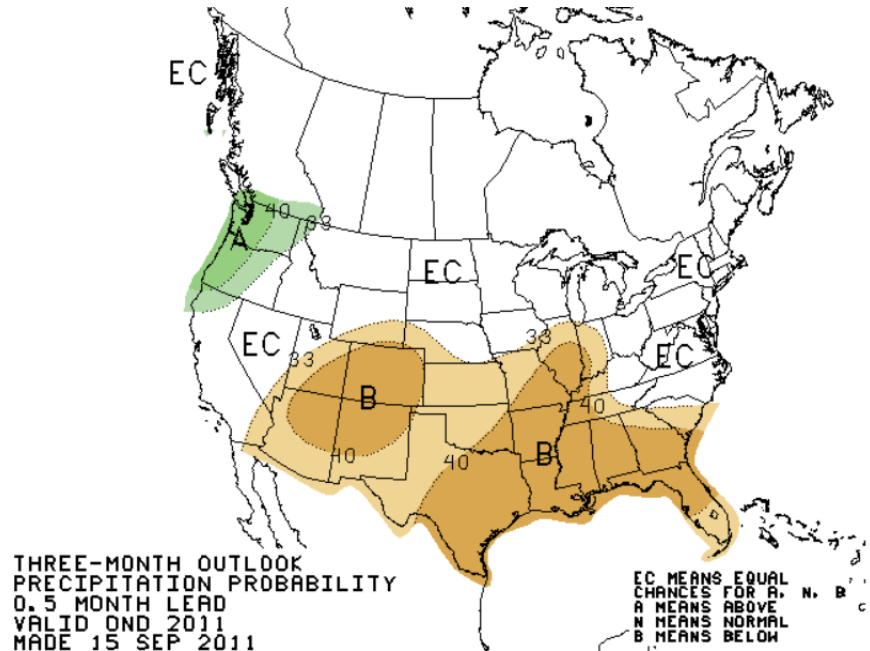 EC
40
33
A
EC
EC
EC
33
33
EC
B
40
40
40
B
THREE-MONTH OUTLOOK
PRECIPITATION PROBABILITY
0.5 MONTH LEAD
VALID OND 2011
MADE 15 SEP 2011
EC MEANS EQUAL
CHANCES FOR A, N, B
A MEANS ABOVE
N MEANS NORMAL
B MEANS BELOW